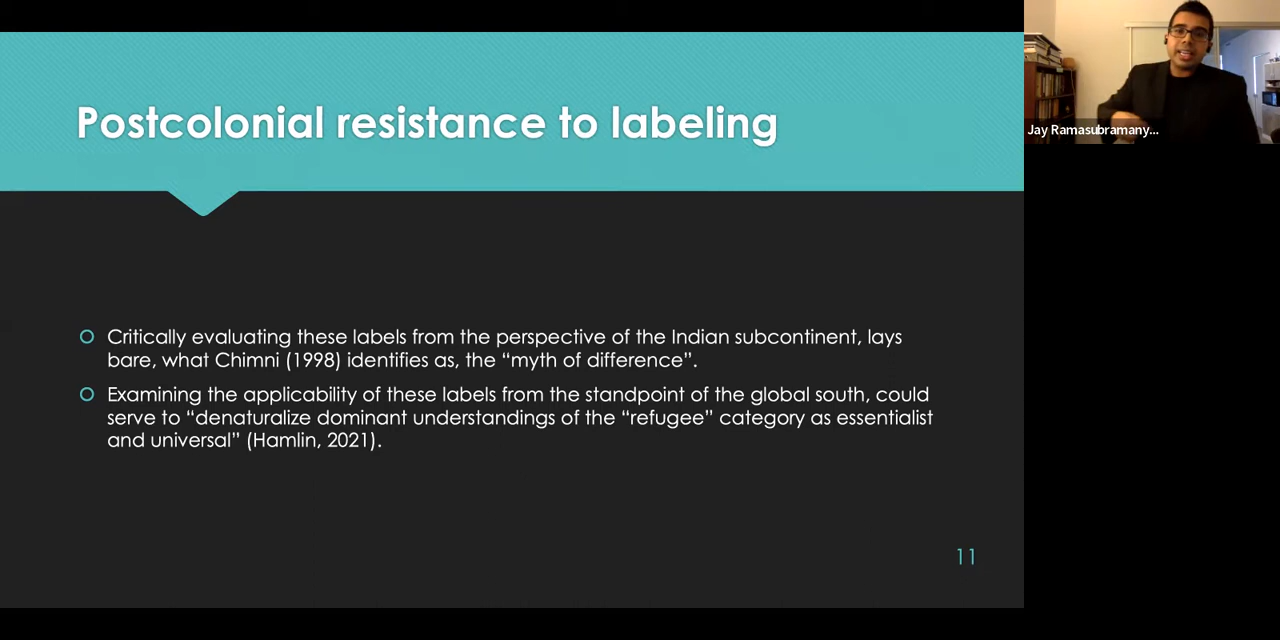 Postcolonial resistance to labeling
Critically evaluating these labels from the perspective of the Indian subcontinent, lays
bare, what Chimni (1998) identifies as, the “myth of difference”.
Examining the applicability of these labels from the standpoint of the global south, could
serve to “denaturalize dominant understandings of the “refugee” category as essentialist
and universal” (Hamlin, 2021).
11
Jay Ramasubramany...